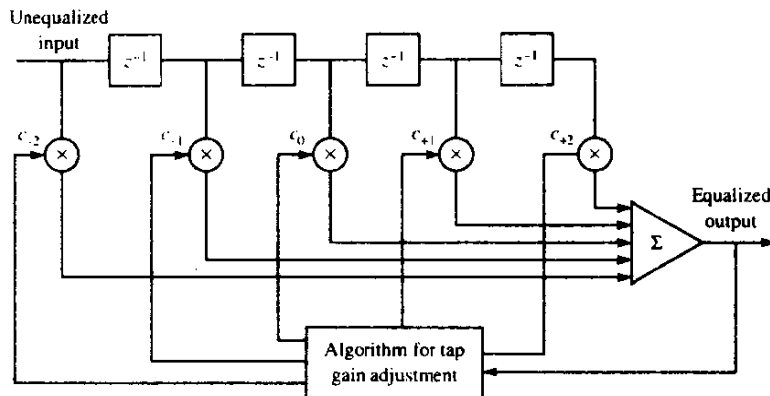 Unequalized
input
z⁻¹ z⁻¹ z⁻¹ z⁻¹
c₋₂ c₋₁ c₀ c₊₁ c₊₂
× × × × ×
Equalized
output
Σ
Algorithm for tap
gain adjustment